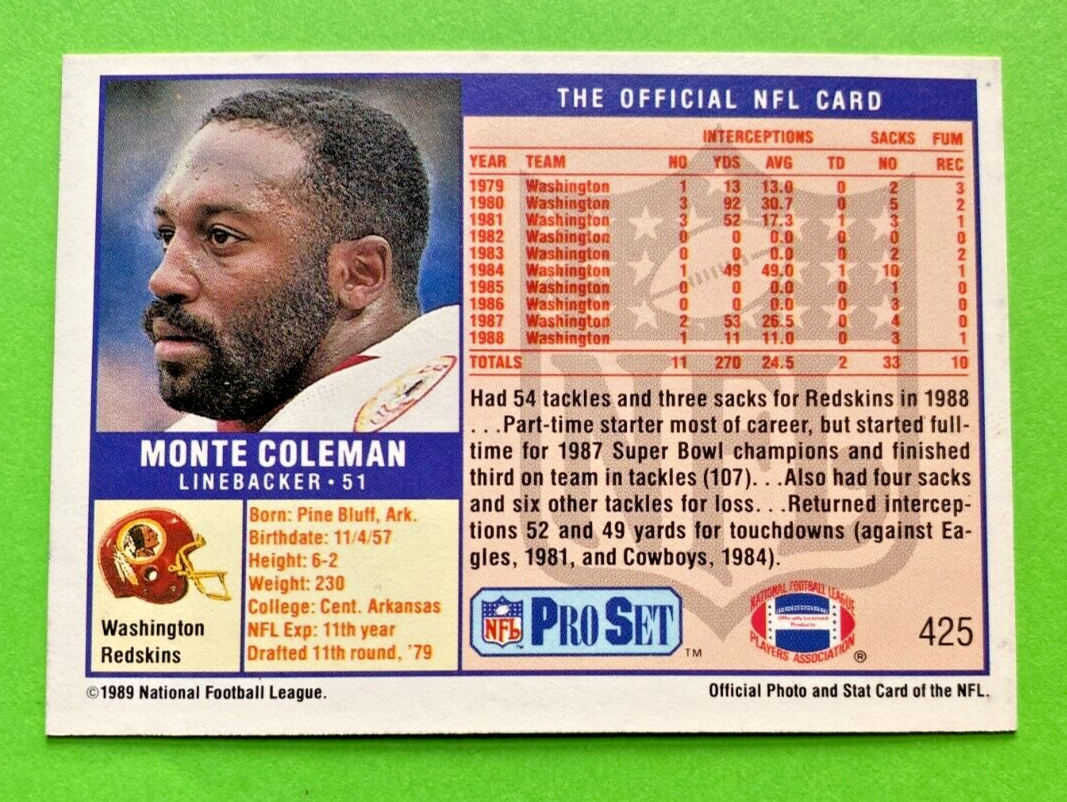 THE OFFICIAL NFL CARD
INTERCEPTIONS SACKS FUM
YEAR TEAM NO YDS AVG TD NO REC
1979 Washington 1 13 13.0 0 2 3
1980 Washington 3 92 30.7 0 5 2
1981 Washington 3 52 17.3 1 3 1
1982 Washington 0 0 0.0 0 0 0
1983 Washington 0 0 0.0 0 2 2
1984 Washington 1 49 49.0 1 10 1
1985 Washington 0 0 0.0 0 1 0
1986 Washington 0 0 0.0 0 3 0
1987 Washington 2 53 26.5 0 4 0
1988 Washington 1 11 11.0 0 3 1
TOTALS 11 270 24.5 2 33 10
Had 54 tackles and three sacks for Redskins in 1988
. . .Part-time starter most of career, but started full-
time for 1987 Super Bowl champions and finished
third on team in tackles (107). . .Also had four sacks
and six other tackles for loss. . .Returned intercep-
tions 52 and 49 yards for touchdowns (against Ea-
gles, 1981, and Cowboys, 1984).
MONTE COLEMAN
LINEBACKER • 51
Born: Pine Bluff, Ark.
Birthdate: 11/4/57
Height: 6-2
Weight: 230
College: Cent. Arkansas
NFL Exp: 11th year
Drafted 11th round, '79
Washington
Redskins
NFL PRO SET TM
NATIONAL FOOTBALL LEAGUE
Officially Licensed
Products
PLAYERS ASSOCIATION ®
425
©1989 National Football League.
Official Photo and Stat Card of the NFL.
NFL